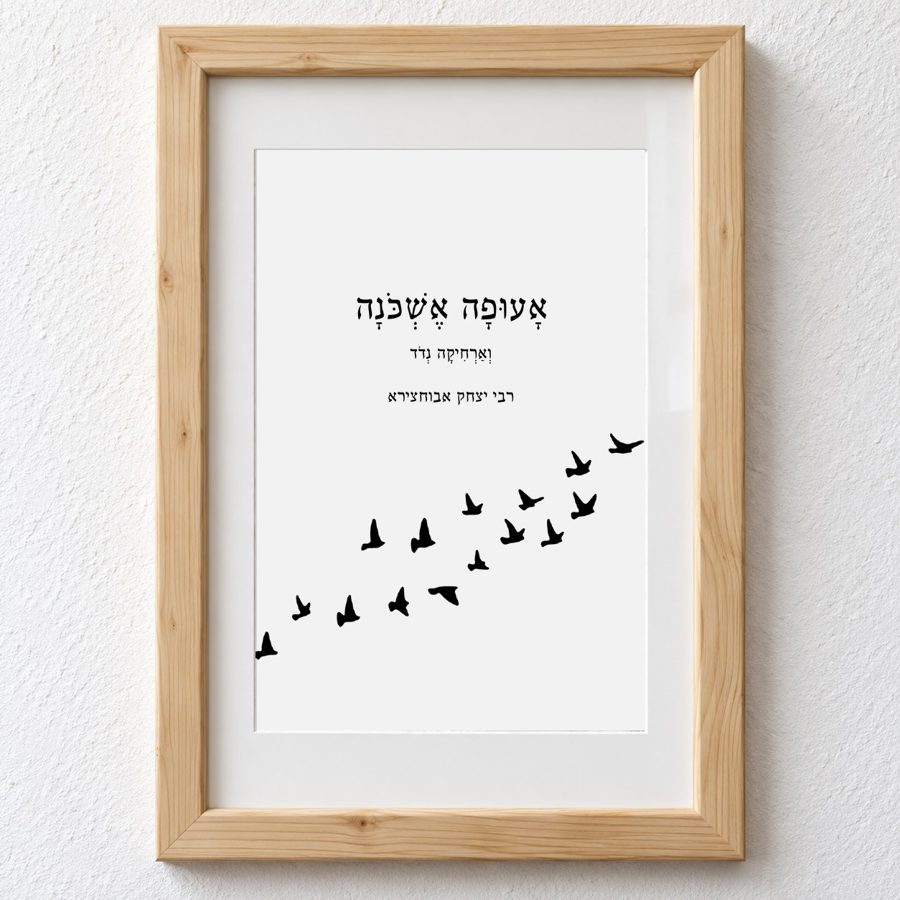 אָעוּפָה אֶשְׁכֹּנָה
וְאַרְחִיקָה נְדֹד
רבי יצחק אבוחצירא